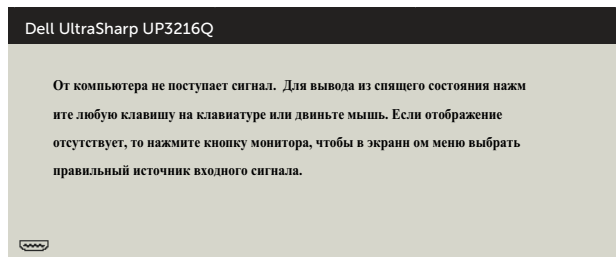 Dell UltraSharp UP3216Q
От компьютера не поступает сигнал. Для вывода из спящего состояния нажм
ите любую клавишу на клавиатуре или двиньте мышь. Если отображение
отсутствует, то нажмите кнопку монитора, чтобы в экранн ом меню выбрать
правильный источник входного сигнала.